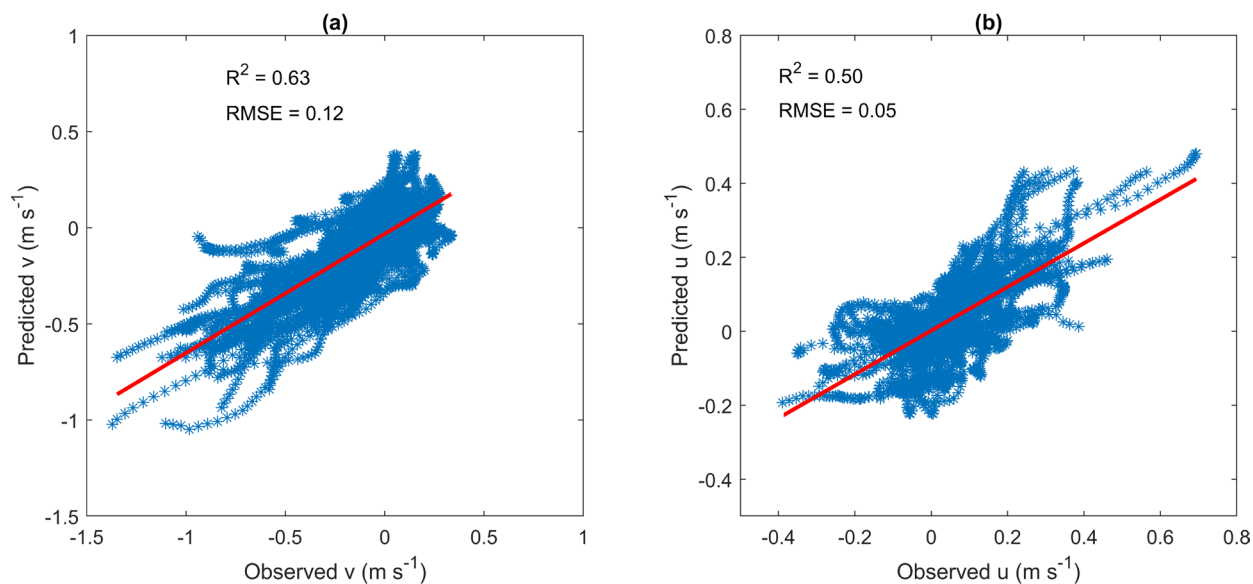 (a)
R² = 0.63
RMSE = 0.12
1
0.5
0
-0.5
-1
-1.5
Predicted v (m s⁻¹)
-1.5 -1 -0.5 0 0.5 1
Observed v (m s⁻¹)
(b)
R² = 0.50
RMSE = 0.05
0.8
0.6
0.4
0.2
0
-0.2
-0.4
Predicted u (m s⁻¹)
-0.4 -0.2 0 0.2 0.4 0.6 0.8
Observed u (m s⁻¹)